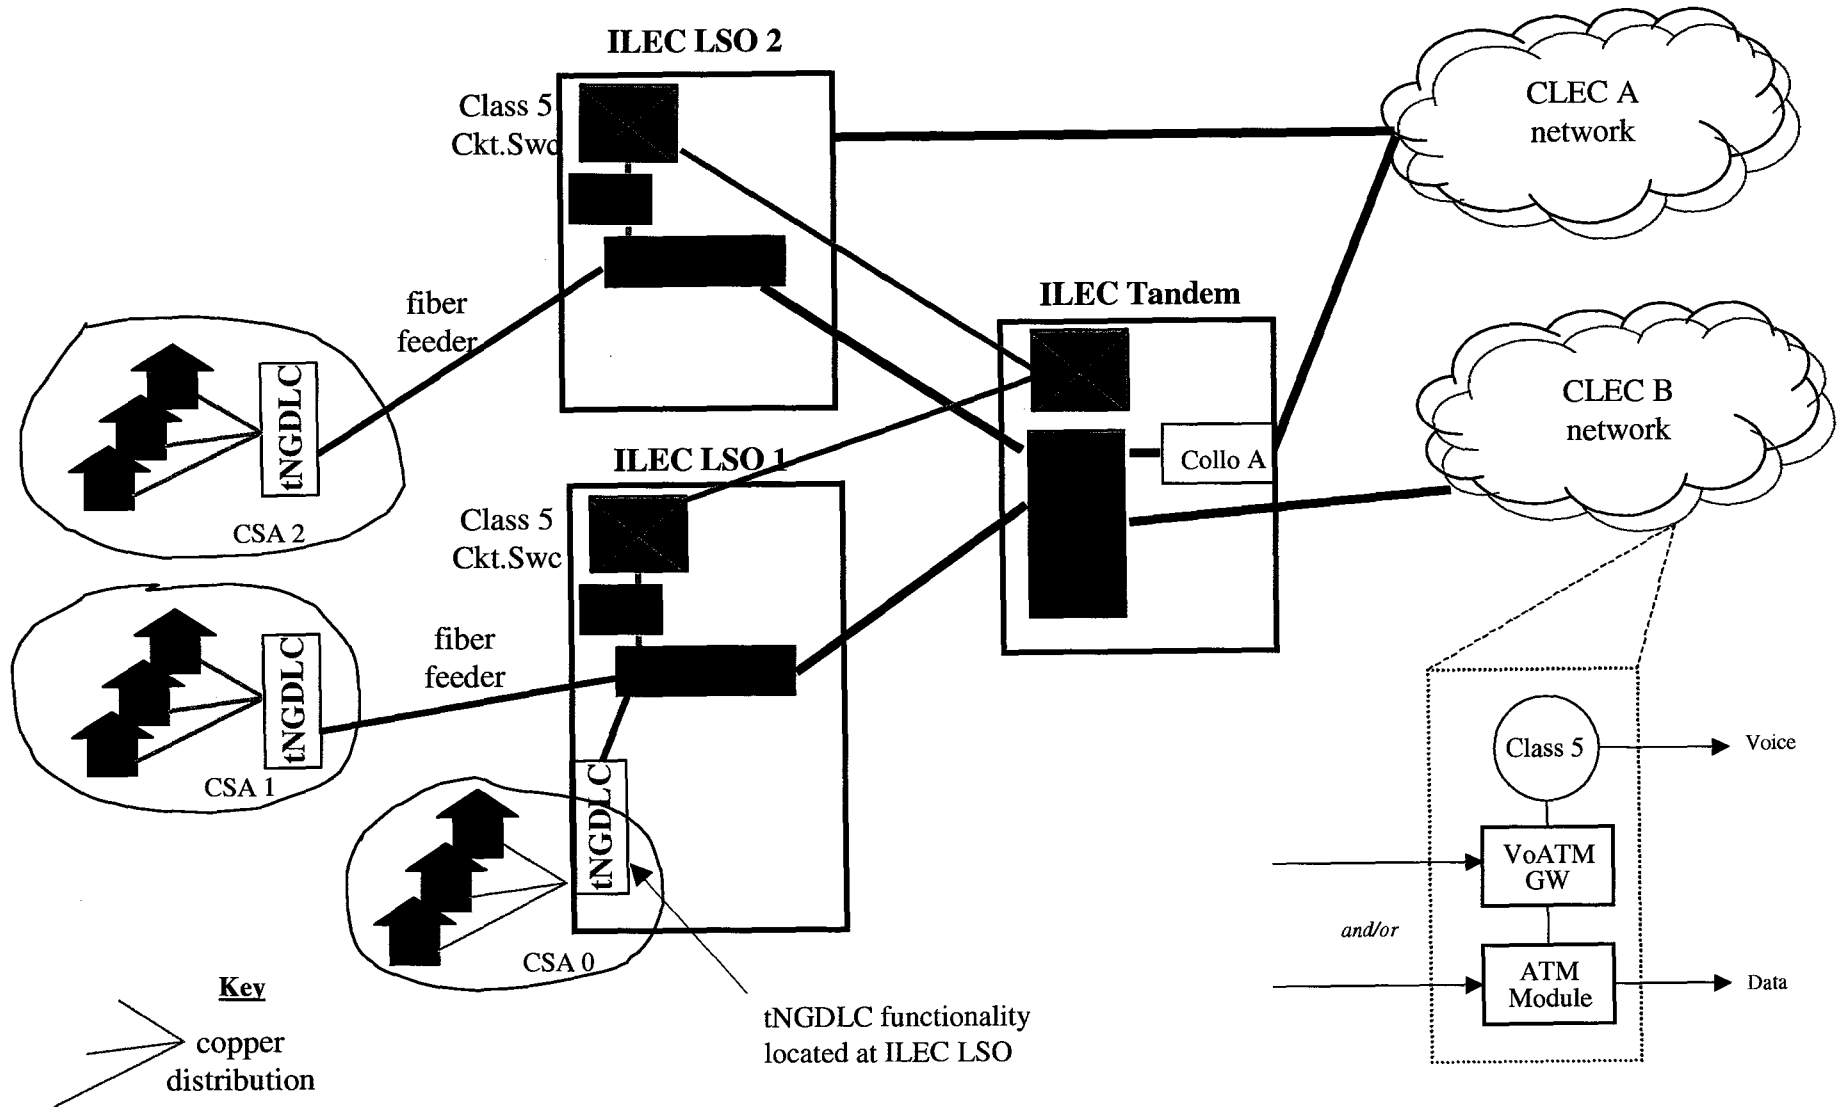 ILEC LSO 2
Class 5
Ckt.Swc
CLEC A
network
fiber
feeder
ILEC Tandem
CLEC B
network
tNGDLC
CSA 2
Collo A
ILEC LSO 1
Class 5
Ckt.Swc
fiber
feeder
tNGDLC
CSA 1
tNGDLC
CSA 0
Class 5
Voice
VoATM
GW
and/or
ATM
Module
Data
Key
copper
distribution
tNGDLC functionality
located at ILEC LSO